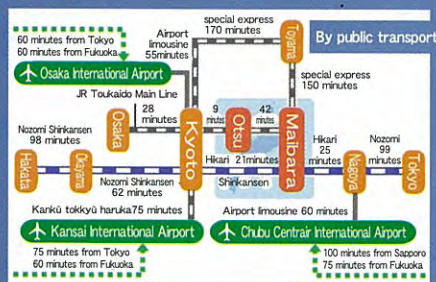 By public transport
60 minutes from Tokyo
60 minutes from Fukuoka
Airport
limousine
55minutes
special express
170 minutes
Toyama
Osaka International Airport
special express
150 minutes
JR Toukaido Main Line
28
minutes
9
minutes
42
minutes
Nozomi Shinkansen
98 minutes
Osaka
Kyoto
Otsu
Maibara
Hikari
25
minutes
Nozomi
99
minutes
Hakata
Okayama
Hikari 21minutes
Nagoya
Tokyo
Nozomi Shinkansen
62 minutes
Shinkansen
Kankū tokkyū haruka75 minutes
Airport limousine 60 minutes
Kansai International Airport
Chubu Centrair International Airport
75 minutes from Tokyo
60 minutes from Fukuoka
100 minutes from Sapporo
75 minutes from Fukuoka